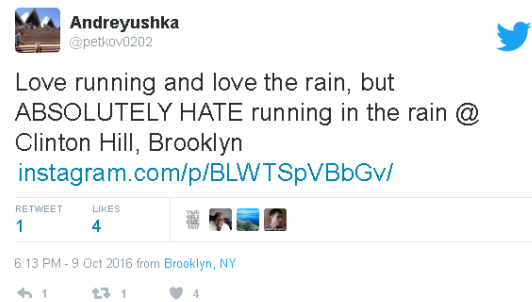 Andreyushka
@petkov0202
Love running and love the rain, but
ABSOLUTELY HATE running in the rain @
Clinton Hill, Brooklyn
instagram.com/p/BLWTSpVBbGv/
RETWEET LIKES
1 4
6:13 PM - 9 Oct 2016 from Brooklyn, NY
1 1 4